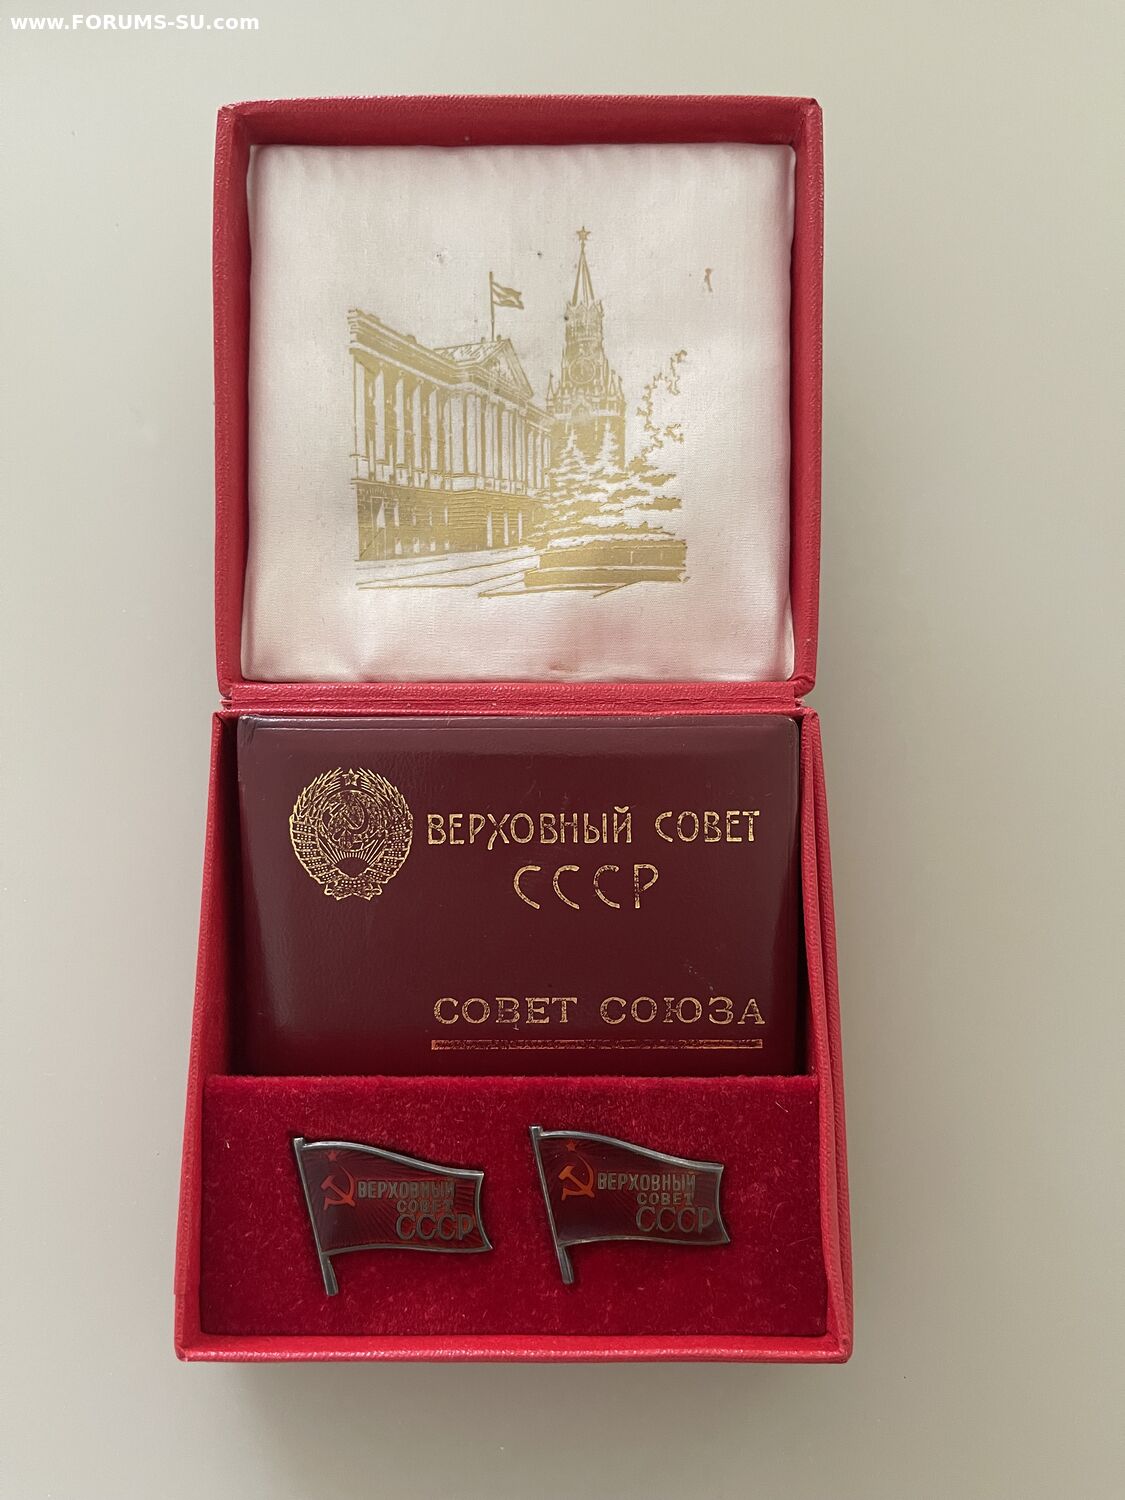 www.FORUMS-SU.com
ВЕРХОВНЫЙ СОВЕТ
СССР
СОВЕТ СОЮЗА
ВЕРХОВНЫЙ
СОВЕТ
СССР
ВЕРХОВНЫЙ
СОВЕТ
СССР